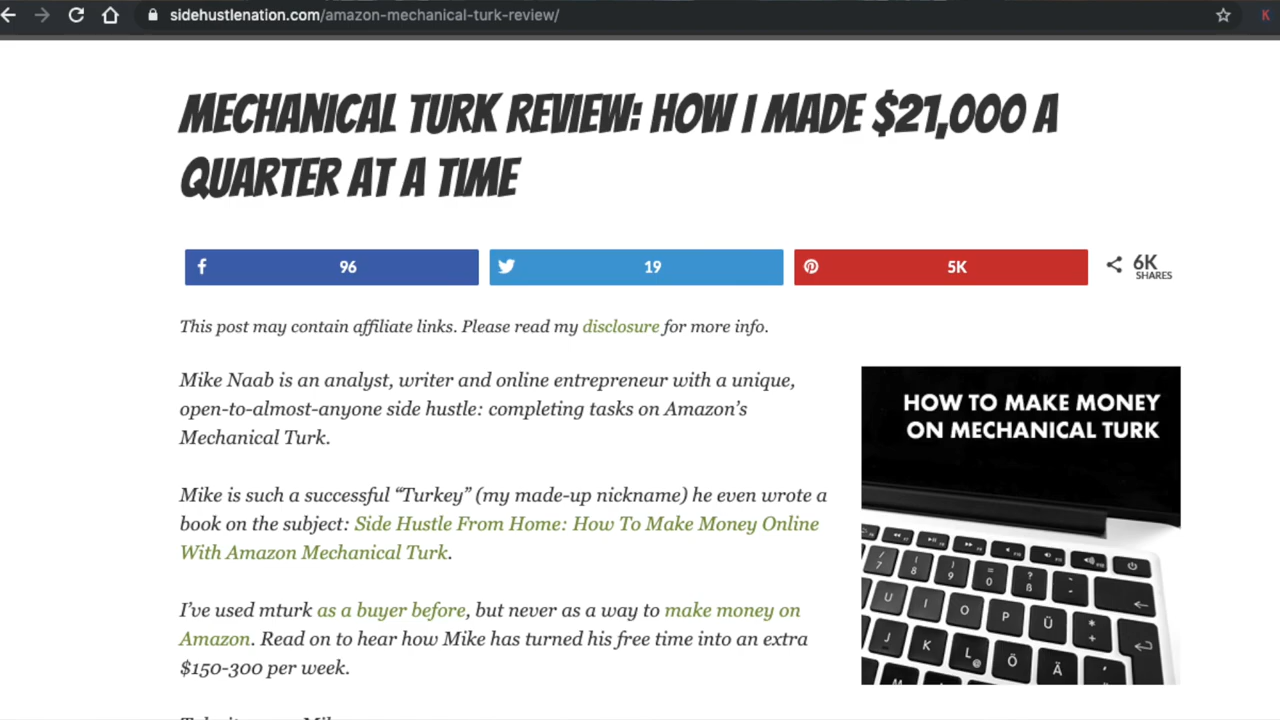 sidehustlenation.com/amazon-mechanical-turk-review/
K
MECHANICAL TURK REVIEW: HOW I MADE $21,000 A
QUARTER AT A TIME
96
19
5K
6K
SHARES
This post may contain affiliate links. Please read my disclosure for more info.
Mike Naab is an analyst, writer and online entrepreneur with a unique,
open-to-almost-anyone side hustle: completing tasks on Amazon’s
Mechanical Turk.
Mike is such a successful “Turkey” (my made-up nickname) he even wrote a
book on the subject: Side Hustle From Home: How To Make Money Online
With Amazon Mechanical Turk.
I’ve used mturk as a buyer before, but never as a way to make money on
Amazon. Read on to hear how Mike has turned his free time into an extra
$150-300 per week.
HOW TO MAKE MONEY
ON MECHANICAL TURK